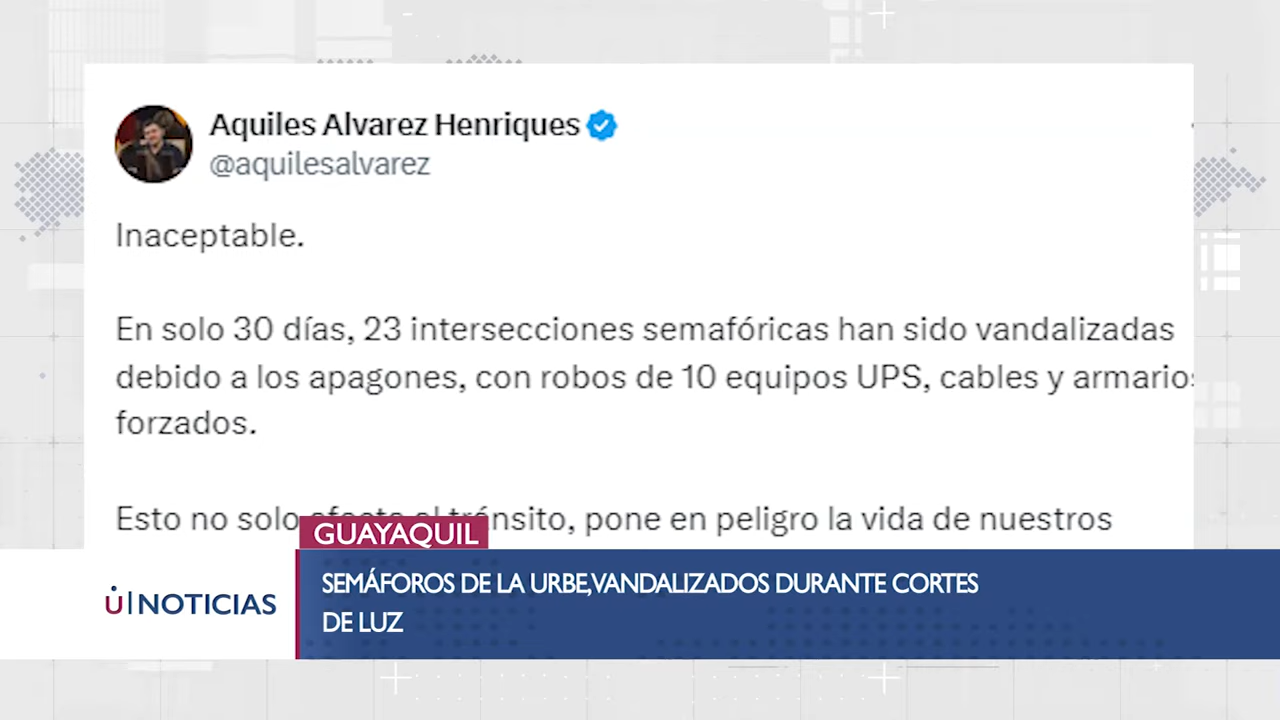 Aquiles Alvarez Henriques
@aquilesalvarez
Inaceptable.
En solo 30 días, 23 intersecciones semafóricas han sido vandalizadas
debido a los apagones, con robos de 10 equipos UPS, cables y armarios
forzados.
Esto no solo afecta el tránsito, pone en peligro la vida de nuestros
GUAYAQUIL
SEMÁFOROS DE LA URBE,VANDALIZADOS DURANTE CORTES
DE LUZ
Ü|NOTICIAS